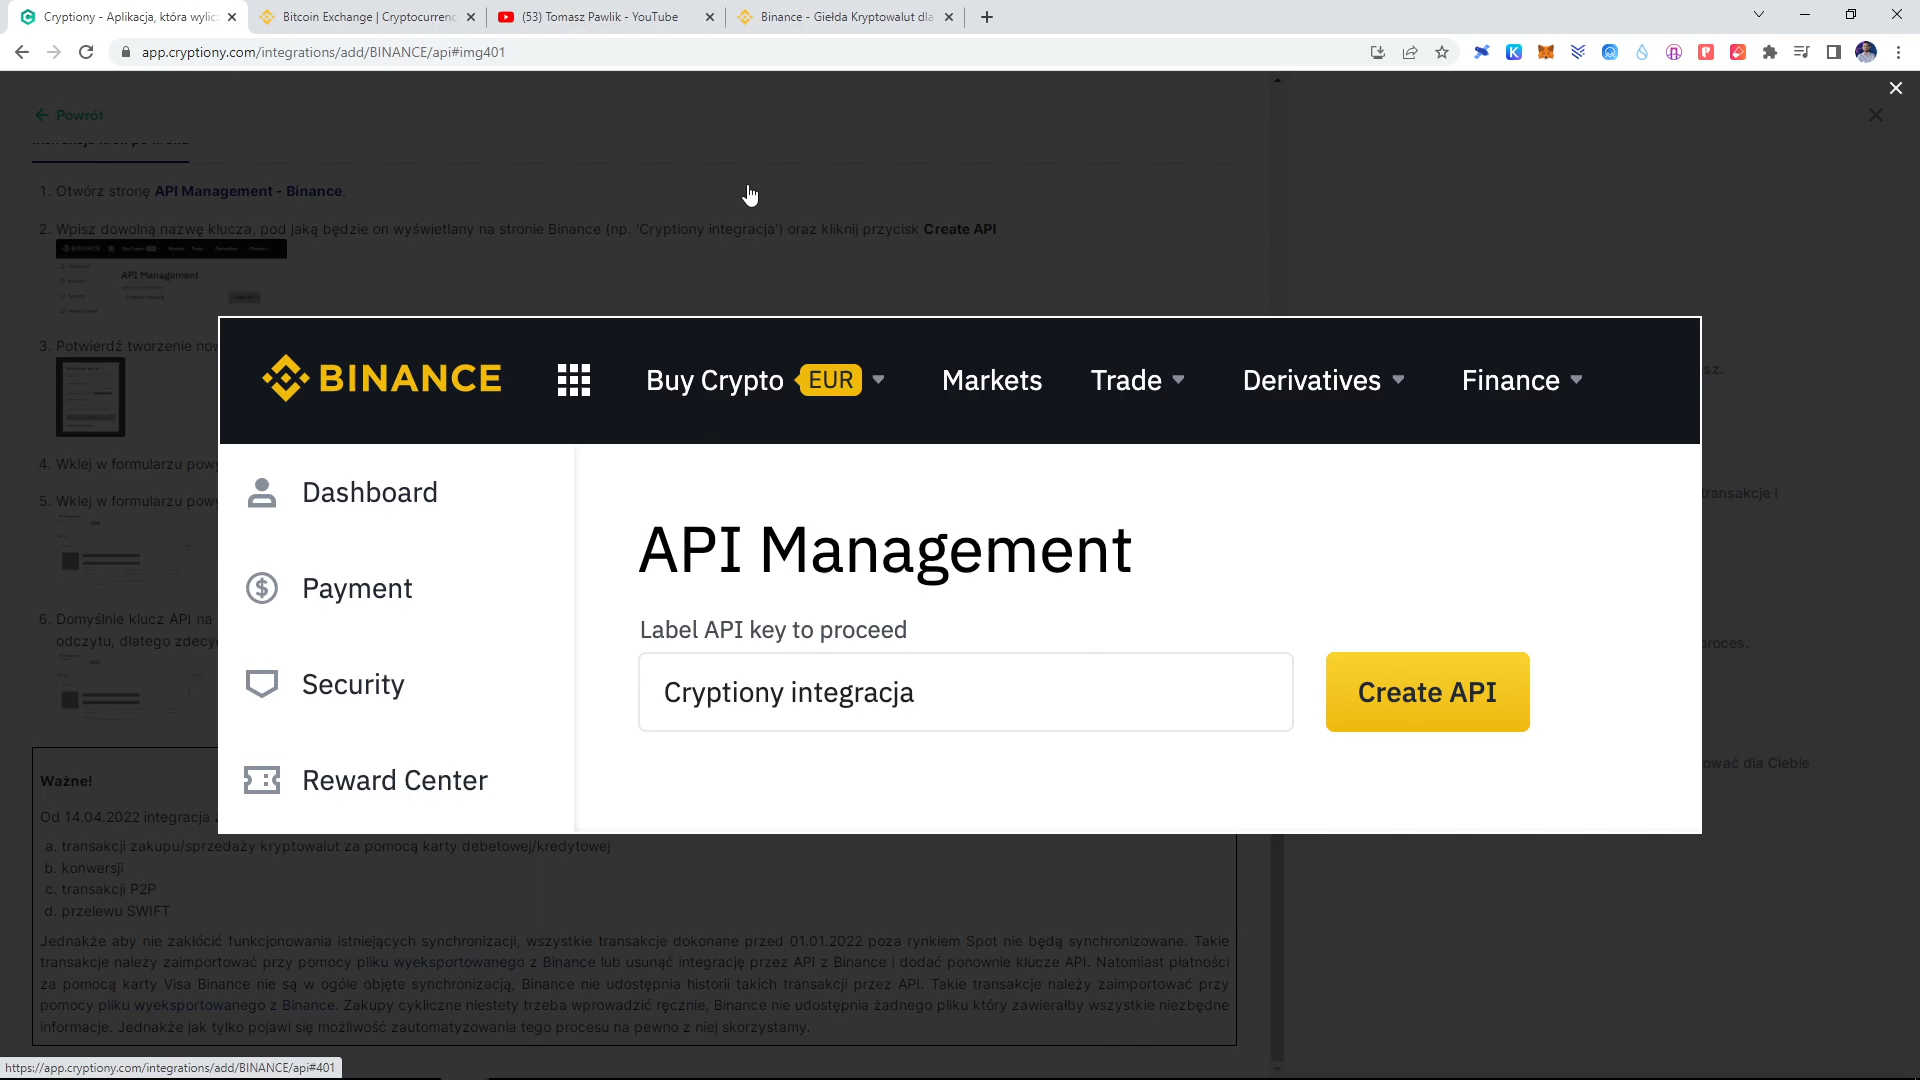 Cryptiony - Aplikacja, która wylic
Bitcoin Exchange | Cryptocurrenc
(53) Tomasz Pawlik - YouTube
Binance - Giełda Kryptowalut dla
app.cryptiony.com/integrations/add/BINANCE/api#img401
Powrót
1. Otwórz stronę API Management - Binance.
2. Wpisz dowolną nazwę klucza, pod jaką będzie on wyświetlany na stronie Binance (np. 'Cryptiony integracja') oraz kliknij przycisk Create API
API Management
3. Potwierdź tworzenie now
BINANCE
Buy Crypto EUR
Markets
Trade
Derivatives
Finance
4. Wklej w formularzu powy
5. Wklej w formularzu powy
sz.
transakcje i
Dashboard
Payment
Security
Reward Center
API Management
Label API key to proceed
Cryptiony integracja
Create API
6. Domyślnie klucz API na
odczytu, dlatego zdecy
proces.
ować dla Ciebie
Ważne!
Od 14.04.2022 integracja z
a. transakcji zakupu/sprzedaży kryptowalut za pomocą karty debetowej/kredytowej
b. konwersji
c. transakcji P2P
d. przelewu SWIFT
Jednakże aby nie zakłócić funkcjonowania istniejących synchronizacji, wszystkie transakcje dokonane przed 01.01.2022 poza rynkiem Spot nie będą synchronizowane. Takie
transakcje należy zaimportować przy pomocy pliku wyeksportowanego z Binance lub usunąć integrację przez API z Binance i dodać ponownie klucze API. Natomiast płatności
za pomocą karty Visa Binance nie są w ogóle objęte synchronizacją, Binance nie udostępnia historii takich transakcji przez API. Takie transakcje należy zaimportować przy
pomocy pliku wyeksportowanego z Binance. Zakupy cykliczne niestety trzeba wprowadzić ręcznie, Binance nie udostępnia żadnego pliku który zawierałby wszystkie niezbędne
informacje. Jednakże jak tylko pojawi się możliwość zautomatyzowania tego procesu na pewno z niej skorzystamy.
https://app.cryptiony.com/integrations/add/BINANCE/api#401